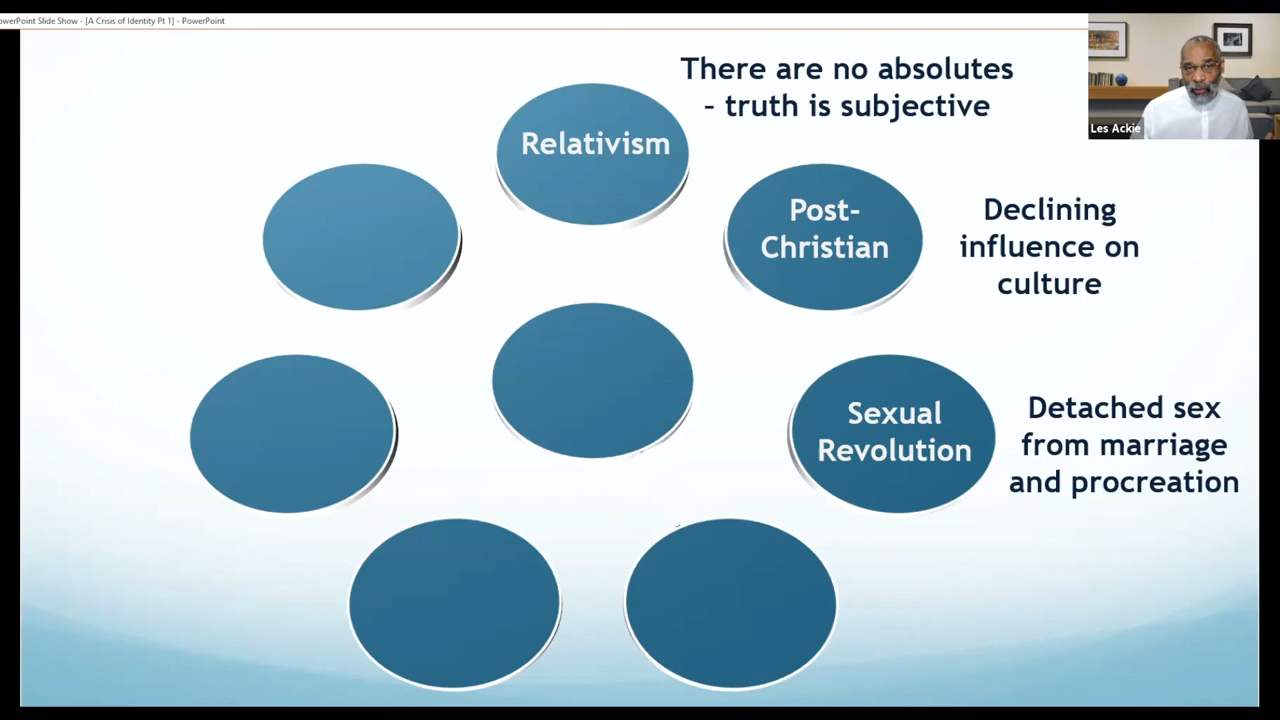 owerPoint Slide Show - [A Crisis of Identity Pt 1] - PowerPoint
There are no absolutes
– truth is subjective
Les Ackie
Relativism
Post-
Christian
Declining
influence on
culture
Sexual
Revolution
Detached sex
from marriage
and procreation